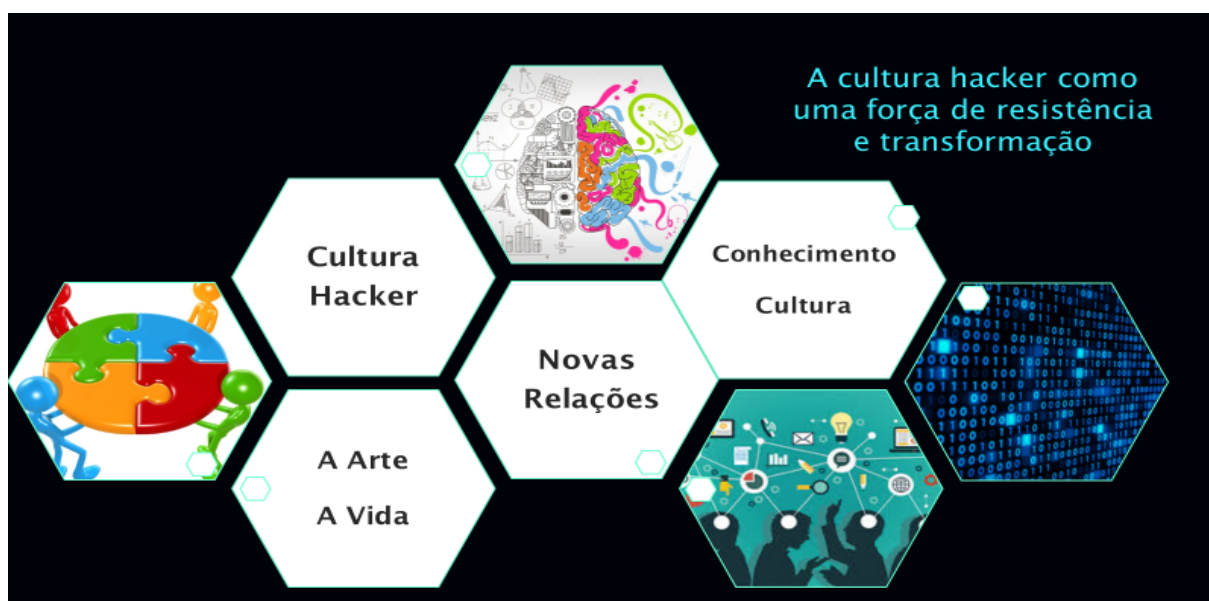 A cultura hacker como
uma força de resistência
e transformação
Cultura
Hacker
Conhecimento
Cultura
Novas
Relações
A Arte
A Vida